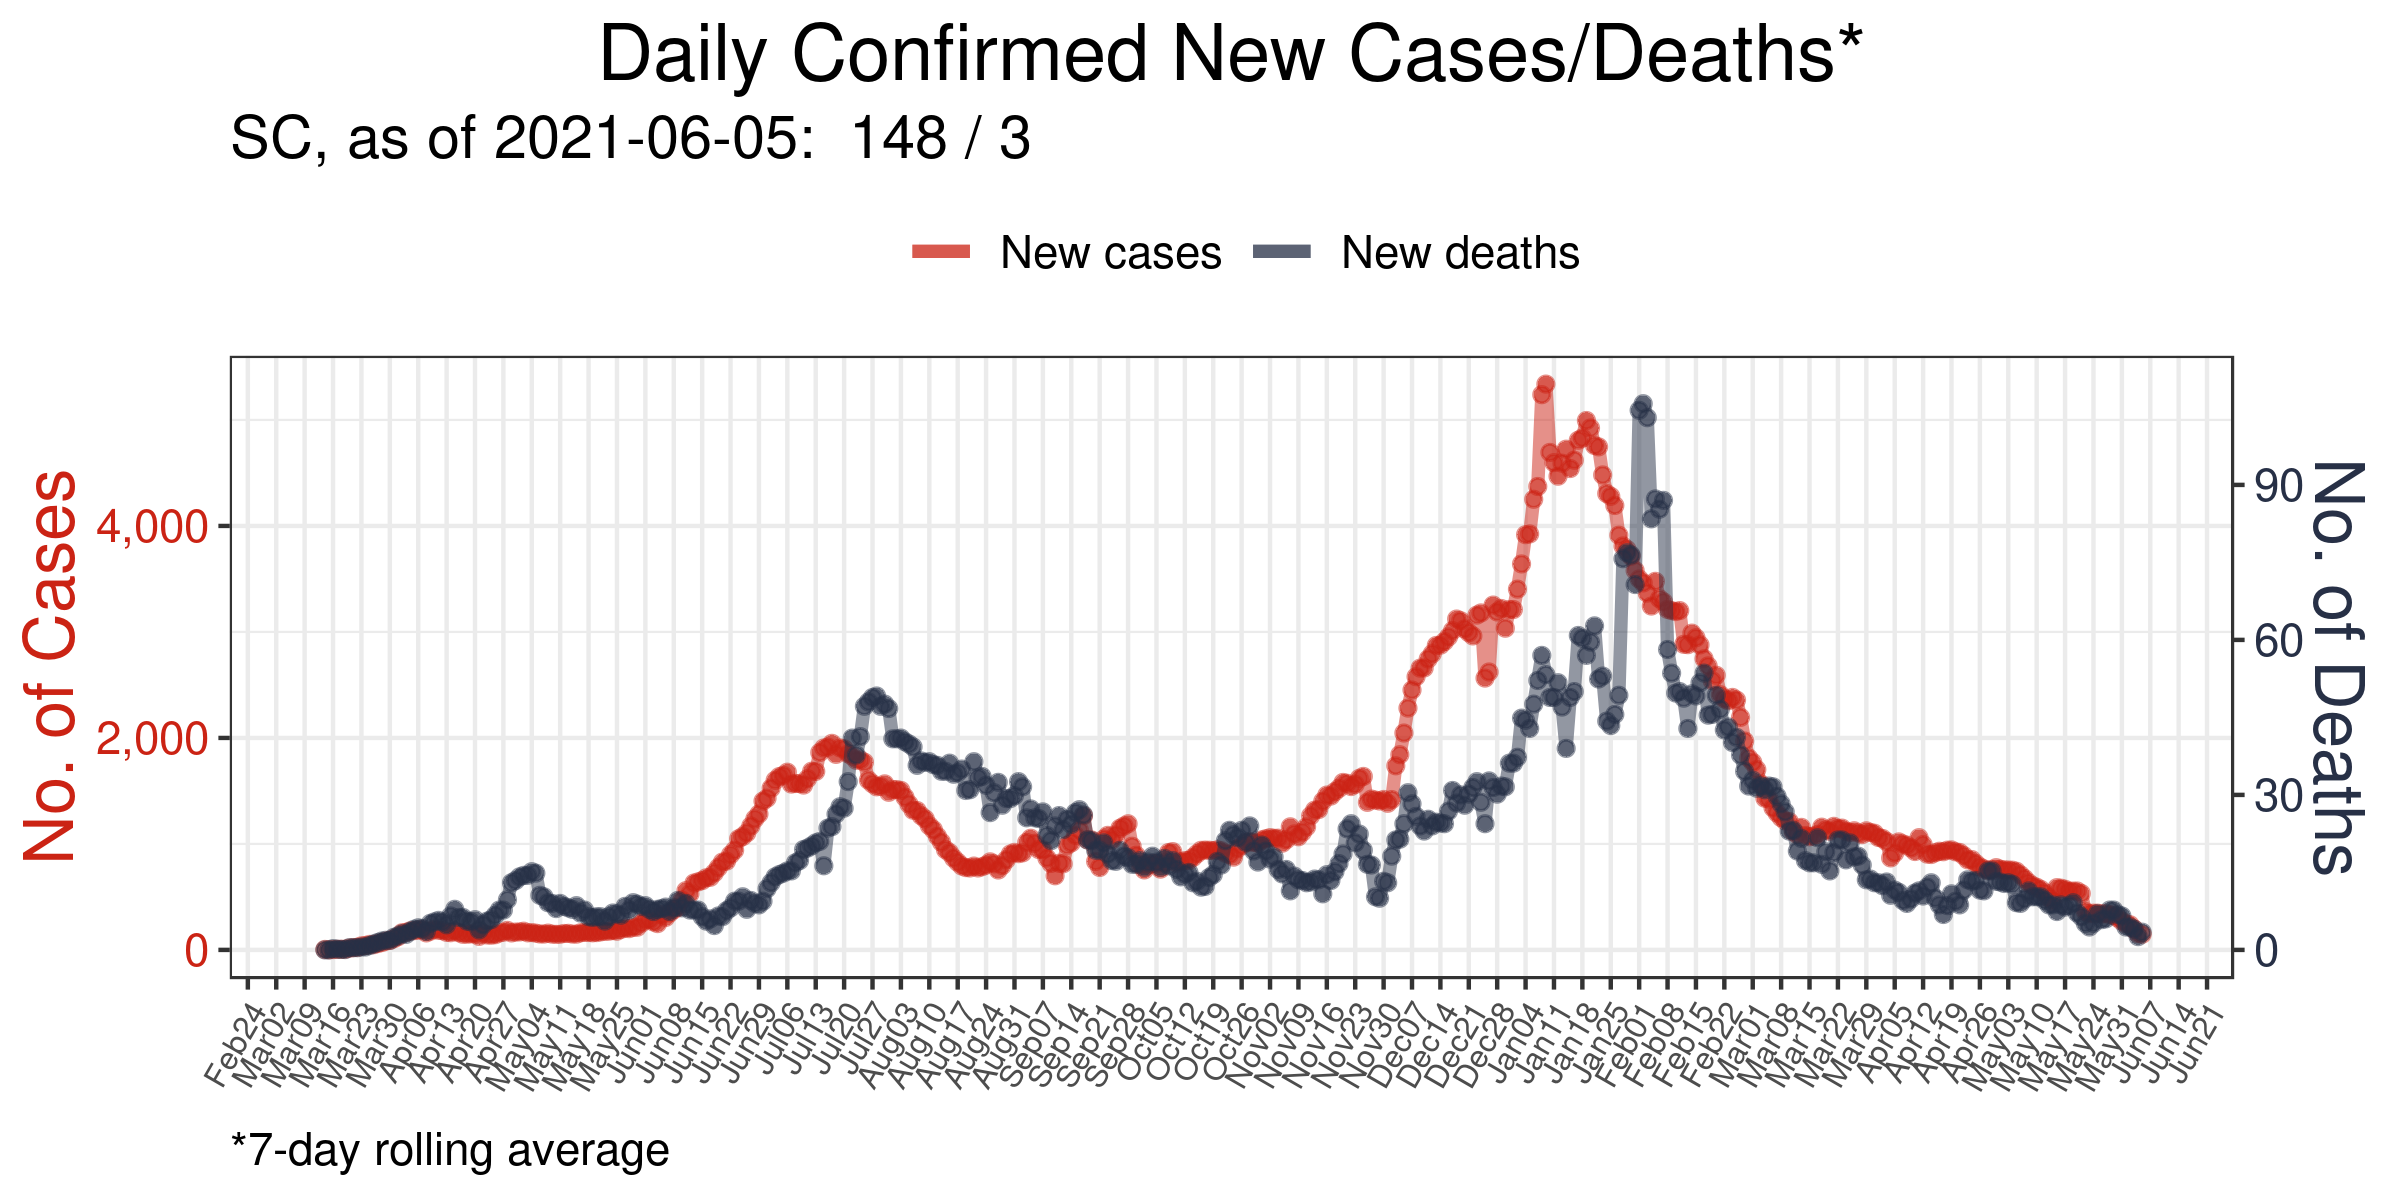 Daily Confirmed New Cases/Deaths*
SC, as of 2021-06-05:  148 / 3
New cases
New deaths
No. of Cases
4,000
2,000
0
90
60
30
0
No. of Deaths
Feb24
Mar02
Mar09
Mar16
Mar23
Mar30
Apr06
Apr13
Apr20
Apr27
May04
May11
May18
May25
Jun01
Jun08
Jun15
Jun22
Jun29
Jul06
Jul13
Jul20
Jul27
Aug03
Aug10
Aug17
Aug24
Aug31
Sep07
Sep14
Sep21
Sep28
Oct05
Oct12
Oct19
Oct26
Nov02
Nov09
Nov16
Nov23
Nov30
Dec07
Dec14
Dec21
Dec28
Jan04
Jan11
Jan18
Jan25
Feb01
Feb08
Feb15
Feb22
Mar01
Mar08
Mar15
Mar22
Mar29
Apr05
Apr12
Apr19
Apr26
May03
May10
May17
May24
May31
Jun07
Jun14
Jun21
*7-day rolling average